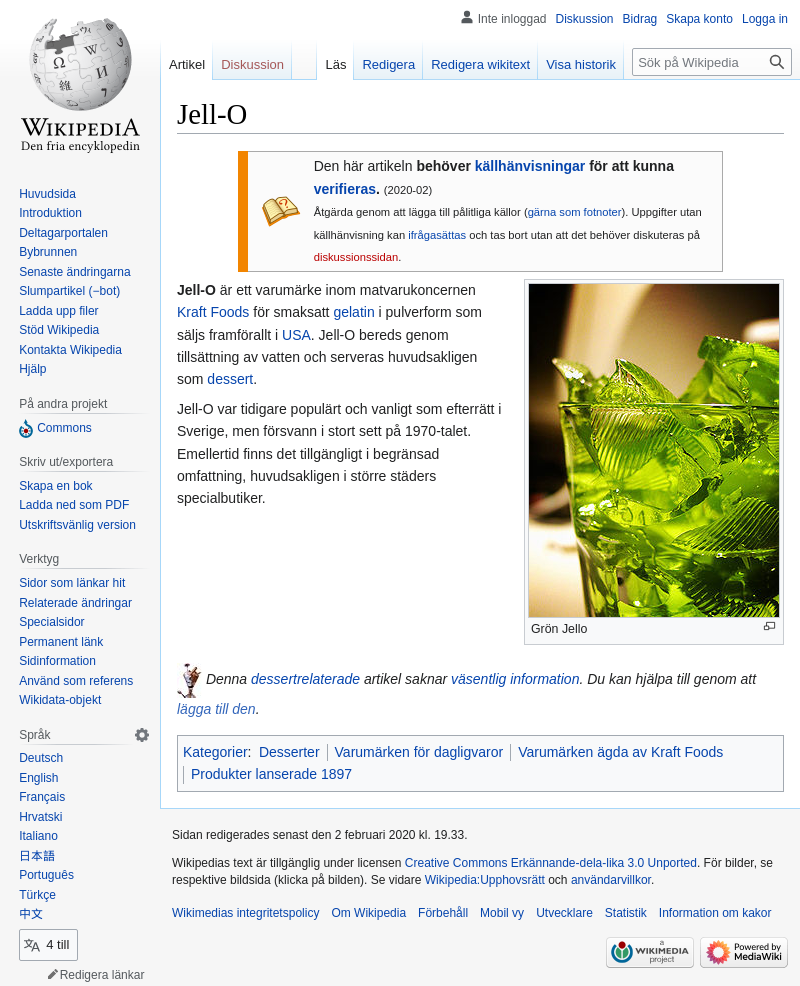 Inte inloggad Diskussion Bidrag Skapa konto Logga in
Artikel Diskussion Läs Redigera Redigera wikitext Visa historik Sök på Wikipedia
WIKIPEDIA
Den fria encyklopedin
Huvudsida
Introduktion
Deltagarportalen
Bybrunnen
Senaste ändringarna
Slumpartikel (−bot)
Ladda upp filer
Stöd Wikipedia
Kontakta Wikipedia
Hjälp
På andra projekt
Commons
Skriv ut/exportera
Skapa en bok
Ladda ned som PDF
Utskriftsvänlig version
Verktyg
Sidor som länkar hit
Relaterade ändringar
Specialsidor
Permanent länk
Sidinformation
Använd som referens
Wikidata-objekt
Språk
Deutsch
English
Français
Hrvatski
Italiano
日本語
Português
Türkçe
中文
4 till
Redigera länkar
Jell-O
Den här artikeln behöver källhänvisningar för att kunna
verifieras. (2020-02)
Åtgärda genom att lägga till pålitliga källor (gärna som fotnoter). Uppgifter utan
källhänvisning kan ifrågasättas och tas bort utan att det behöver diskuteras på
diskussionssidan.
Jell-O är ett varumärke inom matvarukoncernen
Kraft Foods för smaksatt gelatin i pulverform som
säljs framförallt i USA. Jell-O bereds genom
tillsättning av vatten och serveras huvudsakligen
som dessert.
Jell-O var tidigare populärt och vanligt som efterrätt i
Sverige, men försvann i stort sett på 1970-talet.
Emellertid finns det tillgängligt i begränsad
omfattning, huvudsakligen i större städers
specialbutiker.
Grön Jello
Denna dessertrelaterade artikel saknar väsentlig information. Du kan hjälpa till genom att
lägga till den.
Kategorier: Desserter Varumärken för dagligvaror Varumärken ägda av Kraft Foods
Produkter lanserade 1897
Sidan redigerades senast den 2 februari 2020 kl. 19.33.
Wikipedias text är tillgänglig under licensen Creative Commons Erkännande-dela-lika 3.0 Unported. För bilder, se
respektive bildsida (klicka på bilden). Se vidare Wikipedia:Upphovsrätt och användarvillkor.
Wikimedias integritetspolicy Om Wikipedia Förbehåll Mobil vy Utvecklare Statistik Information om kakor
a
WIKIMEDIA
project
Powered by
MediaWiki